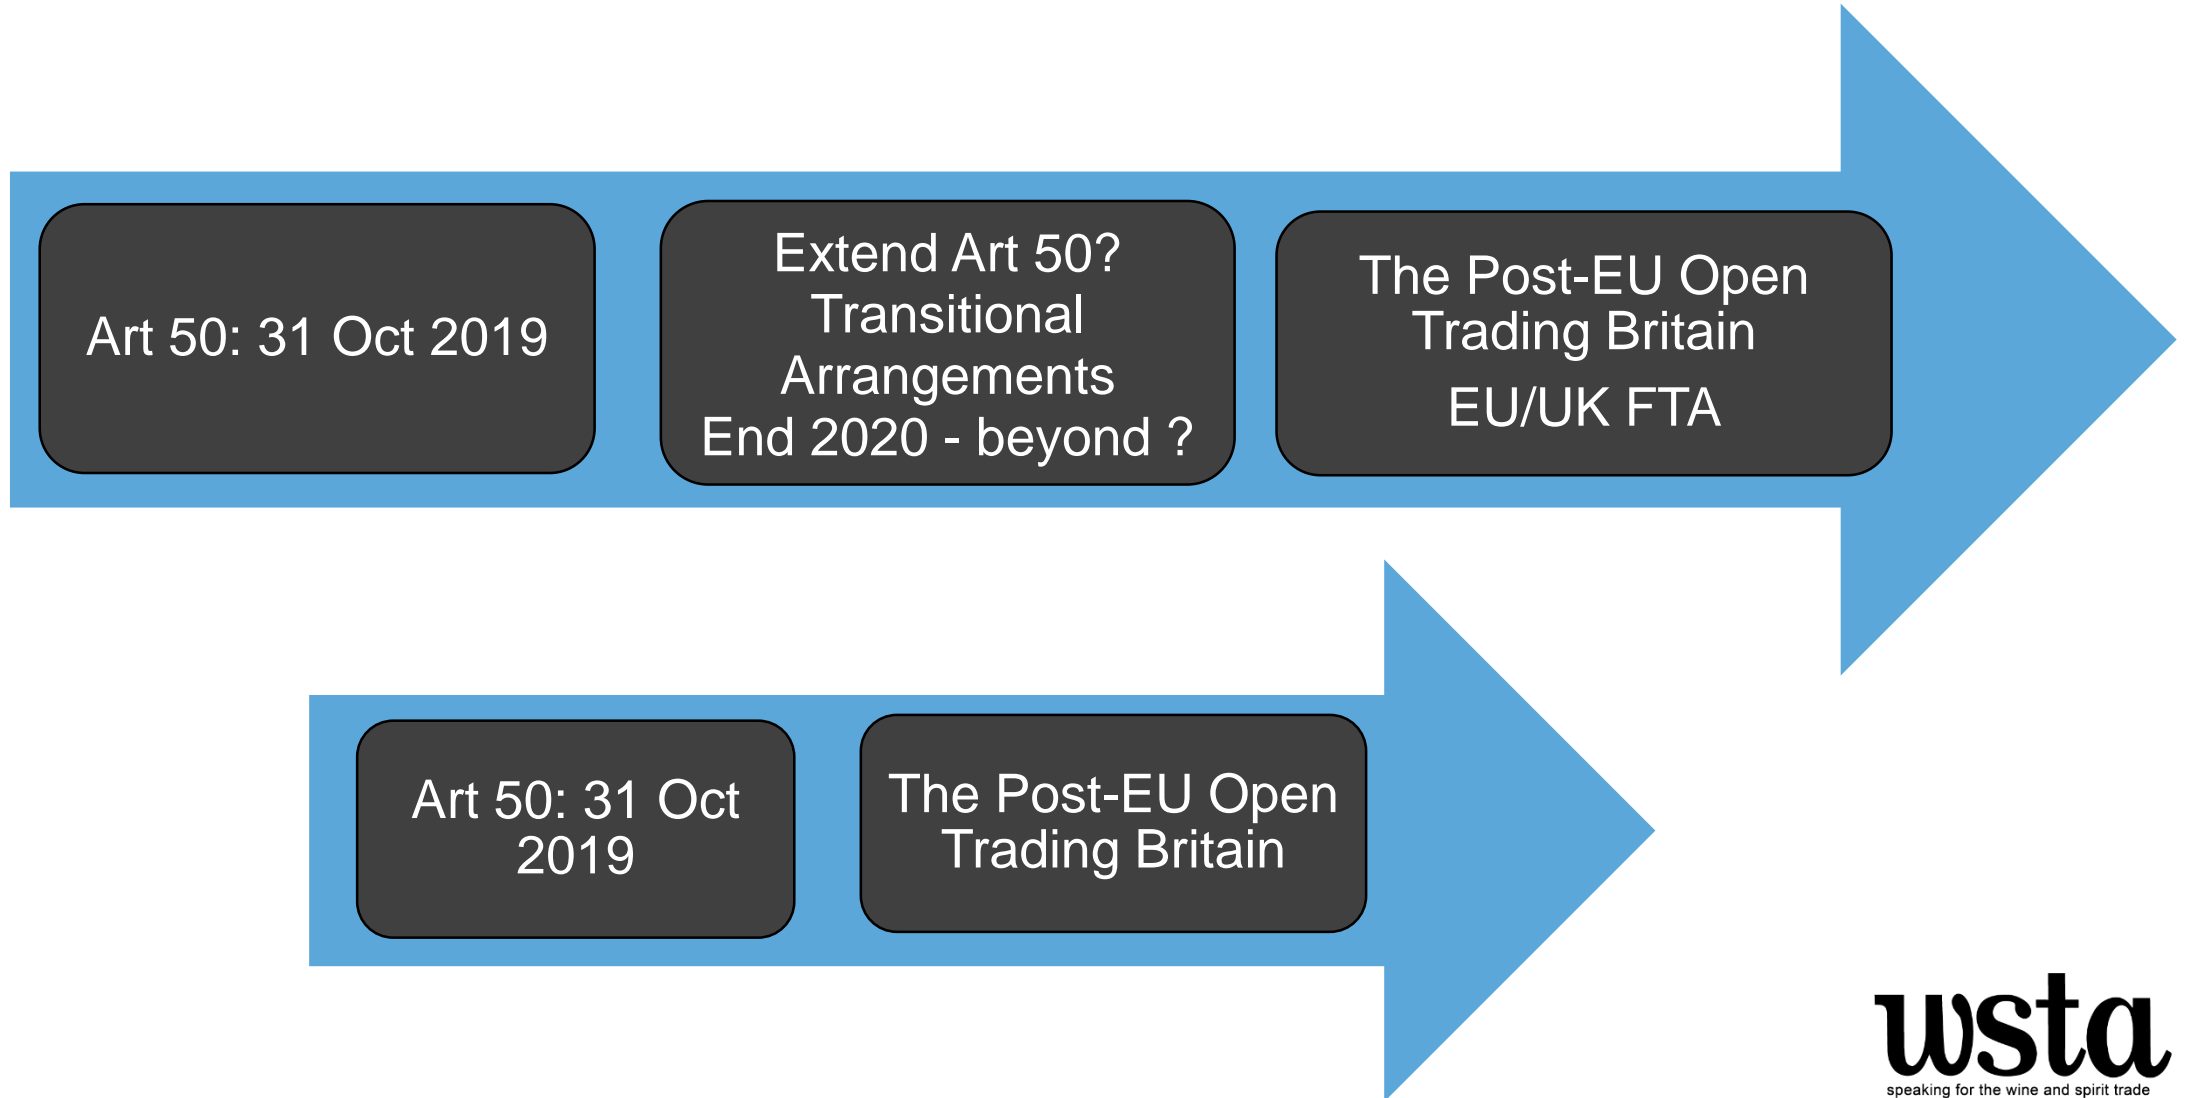 Art 50: 31 Oct 2019
Extend Art 50?
Transitional
Arrangements
End 2020 - beyond ?
The Post-EU Open
Trading Britain
EU/UK FTA
Art 50: 31 Oct
2019
The Post-EU Open
Trading Britain
wsta
speaking for the wine and spirit trade